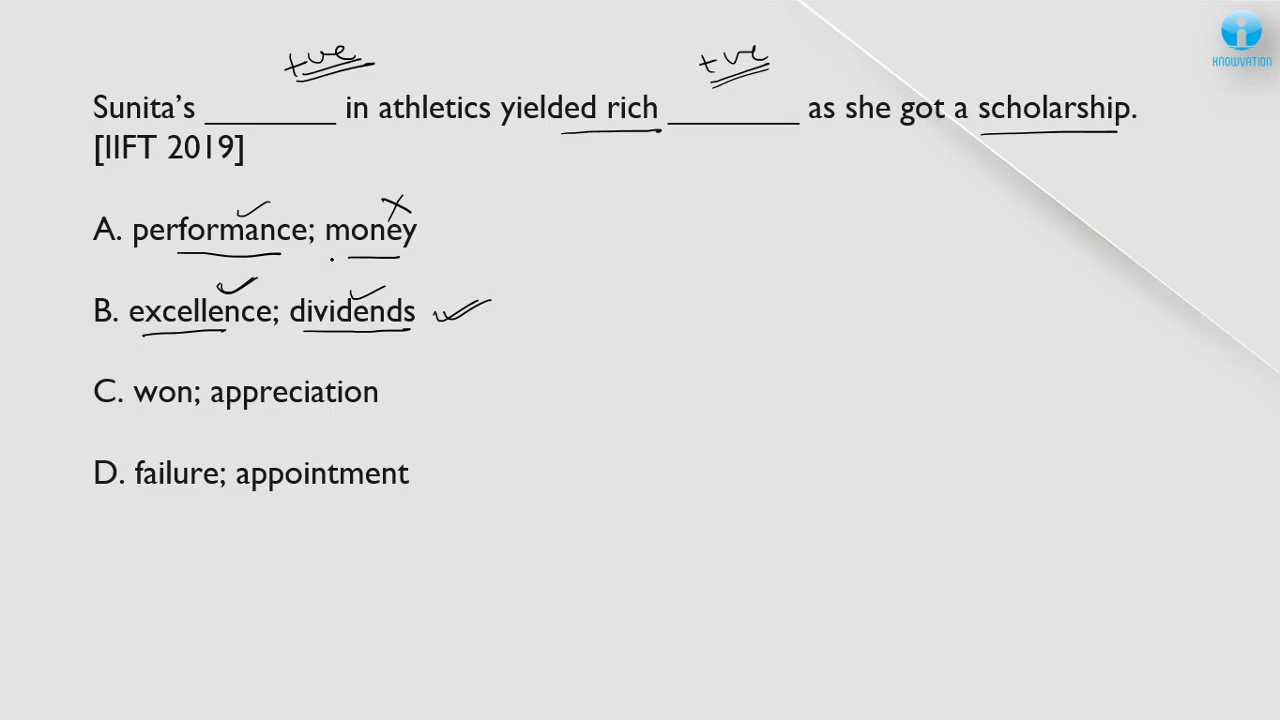 KNOWVATION
+ve +ve
Sunita's ________ in athletics yielded rich ________ as she got a scholarship.
[IIFT 2019]
A. performance; money
B. excellence; dividends
C. won; appreciation
D. failure; appointment